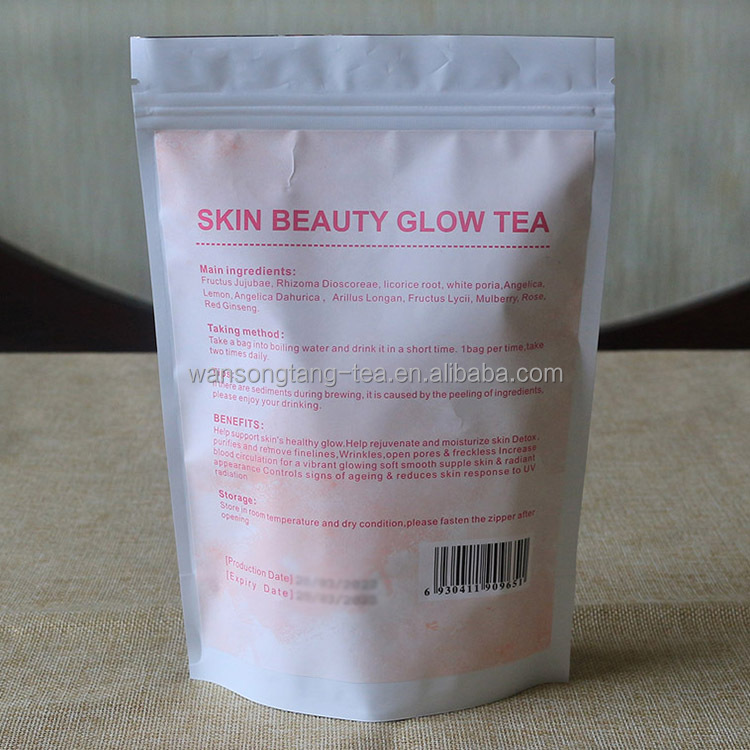 SKIN BEAUTY GLOW TEA
Main ingredients:
Fructus Jujubae, Rhizoma Dioscoreae, licorice root, white poria,Angelica,
Lemon, Angelica Dahurica , Arillus Longan, Fructus Lycii, Mulberry, Rose,
Red Ginseng.
Taking method:
Take a bag into boiling water and drink it in a short time. 1bag per time,take
two times daily.
wansongtang-tea.en.alibaba.com
If there are sediments during brewing, it is caused by the peeling of ingredients,
please enjoy your drinking.
BENEFITS:
Help support skin's healthy glow.Help rejuvenate and moisturize skin Detox,
purifies and remove finelines,Wrinkles,open pores & freckless Increase
blood circulation for a vibrant glowing soft smooth supple skin & radiant
appearance Controls signs of ageing & reduces skin response to UV
radiation
Storage:
Store in room temperature and dry condition,please fasten the zipper after
opening
[Production Date]
[Expiry Date]
6 930411 909651